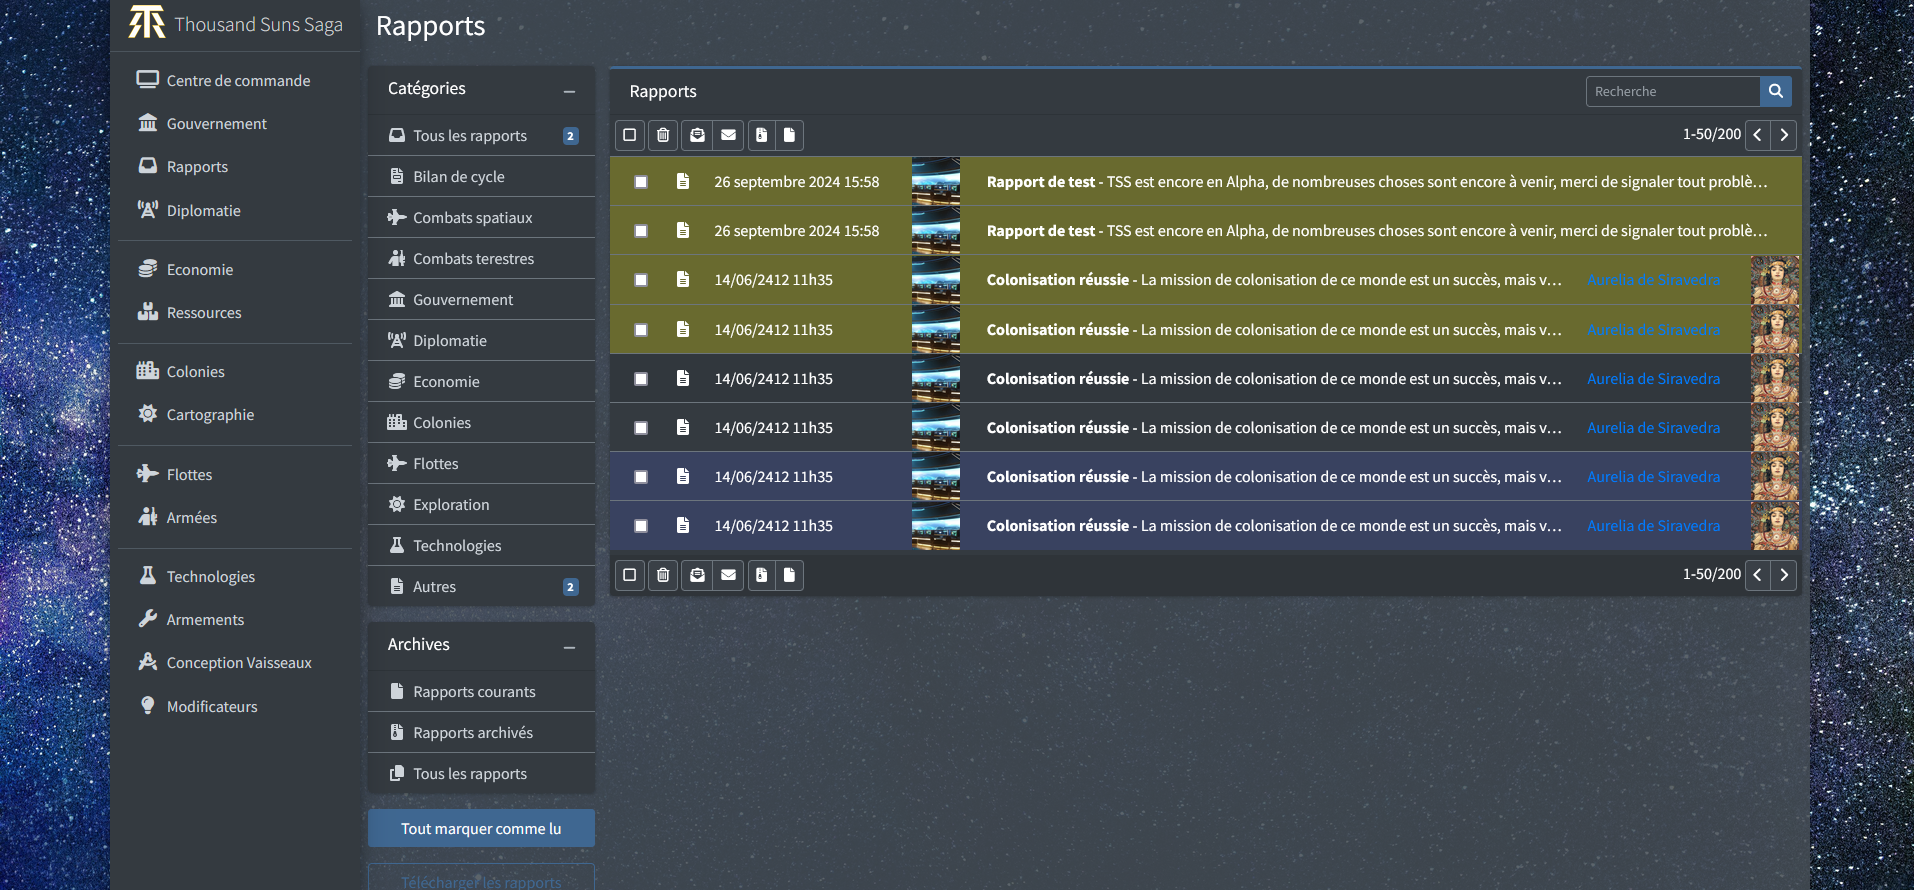 Thousand Suns Saga
Rapports
Centre de commande
Gouvernement
Rapports
Diplomatie
Economie
Ressources
Colonies
Cartographie
Flottes
Armées
Technologies
Armements
Conception Vaisseaux
Modificateurs
Catégories
Tous les rapports 2
Bilan de cycle
Combats spatiaux
Combats terestres
Gouvernement
Diplomatie
Economie
Colonies
Flottes
Exploration
Technologies
Autres 2
Archives
Rapports courants
Rapports archivés
Tous les rapports
Tout marquer comme lu
Télécharger les rapports
Rapports
Recherche
1-50/200
26 septembre 2024 15:58 Rapport de test - TSS est encore en Alpha, de nombreuses choses sont encore à venir, merci de signaler tout problè...
26 septembre 2024 15:58 Rapport de test - TSS est encore en Alpha, de nombreuses choses sont encore à venir, merci de signaler tout problè...
14/06/2412 11h35 Colonisation réussie - La mission de colonisation de ce monde est un succès, mais v... Aurelia de Siravedra
14/06/2412 11h35 Colonisation réussie - La mission de colonisation de ce monde est un succès, mais v... Aurelia de Siravedra
14/06/2412 11h35 Colonisation réussie - La mission de colonisation de ce monde est un succès, mais v... Aurelia de Siravedra
14/06/2412 11h35 Colonisation réussie - La mission de colonisation de ce monde est un succès, mais v... Aurelia de Siravedra
14/06/2412 11h35 Colonisation réussie - La mission de colonisation de ce monde est un succès, mais v... Aurelia de Siravedra
14/06/2412 11h35 Colonisation réussie - La mission de colonisation de ce monde est un succès, mais v... Aurelia de Siravedra
1-50/200